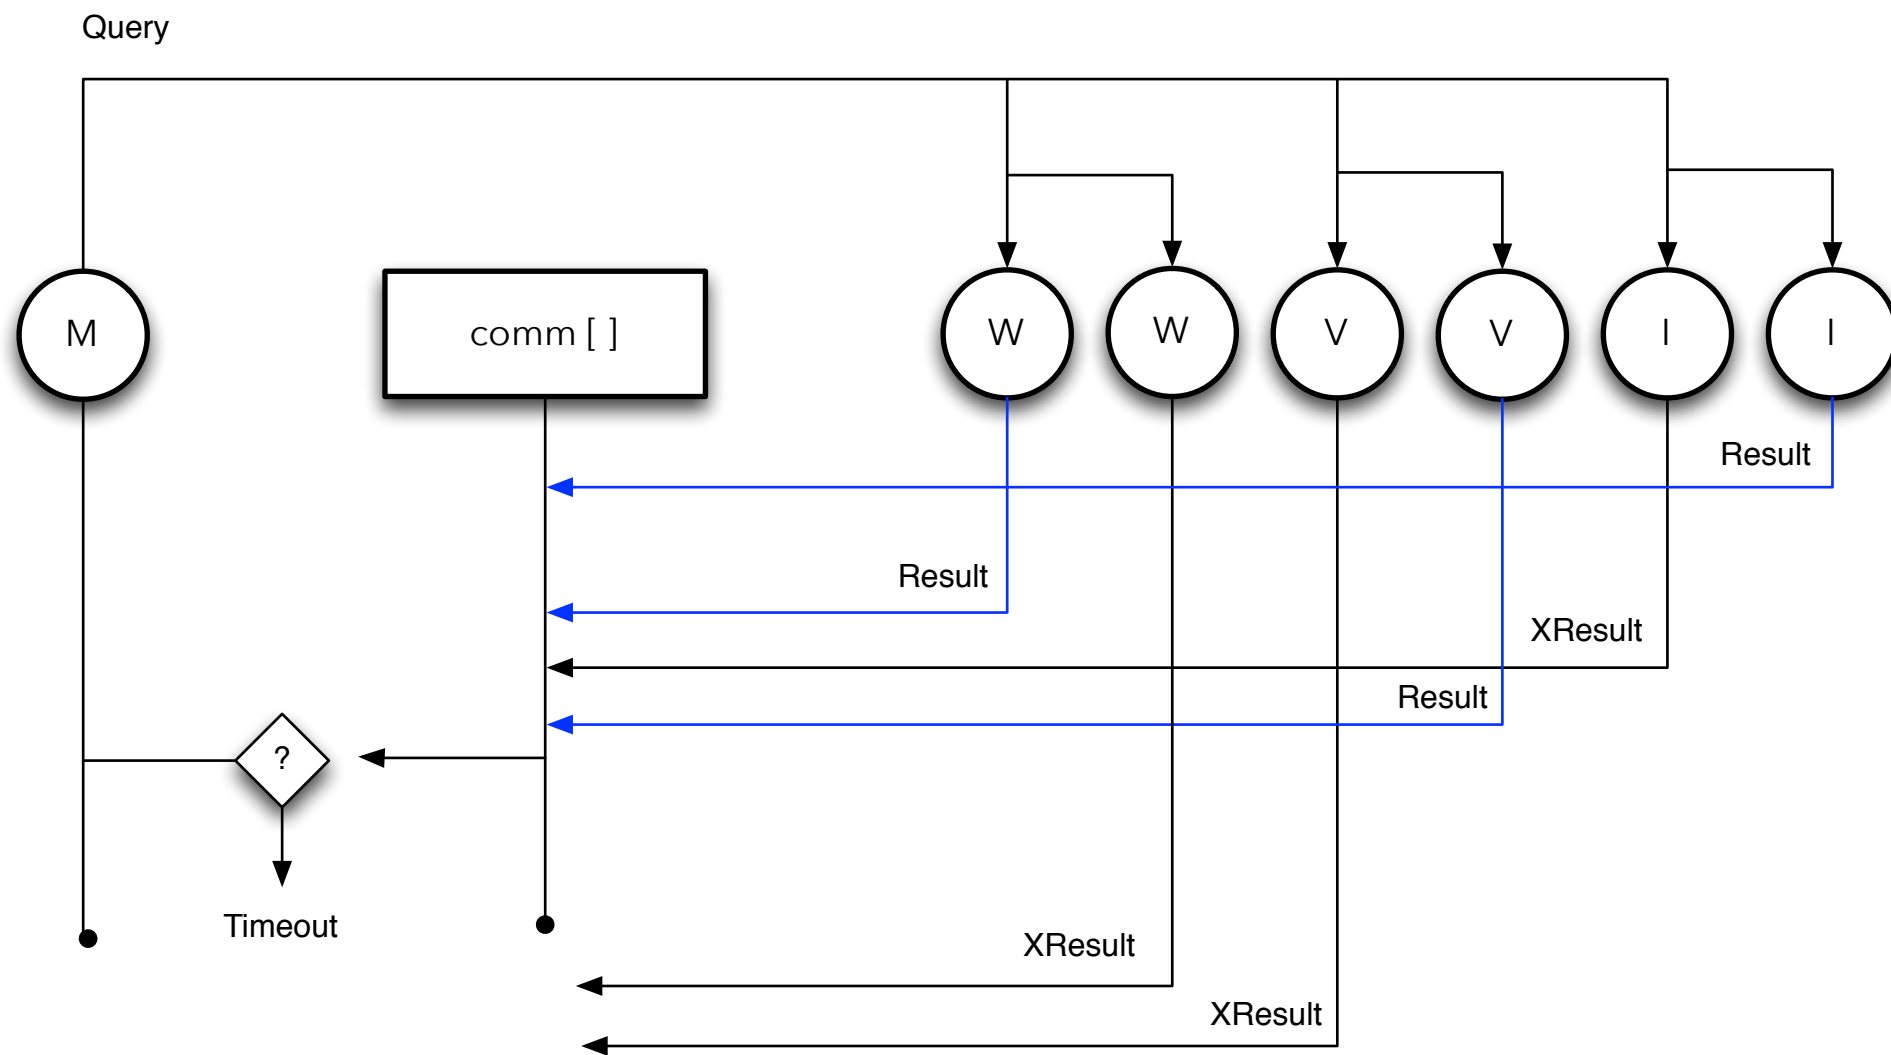 Query
M
comm [ ]
W
W
V
V
I
I
Result
Result
XResult
Result
?
Timeout
XResult
XResult